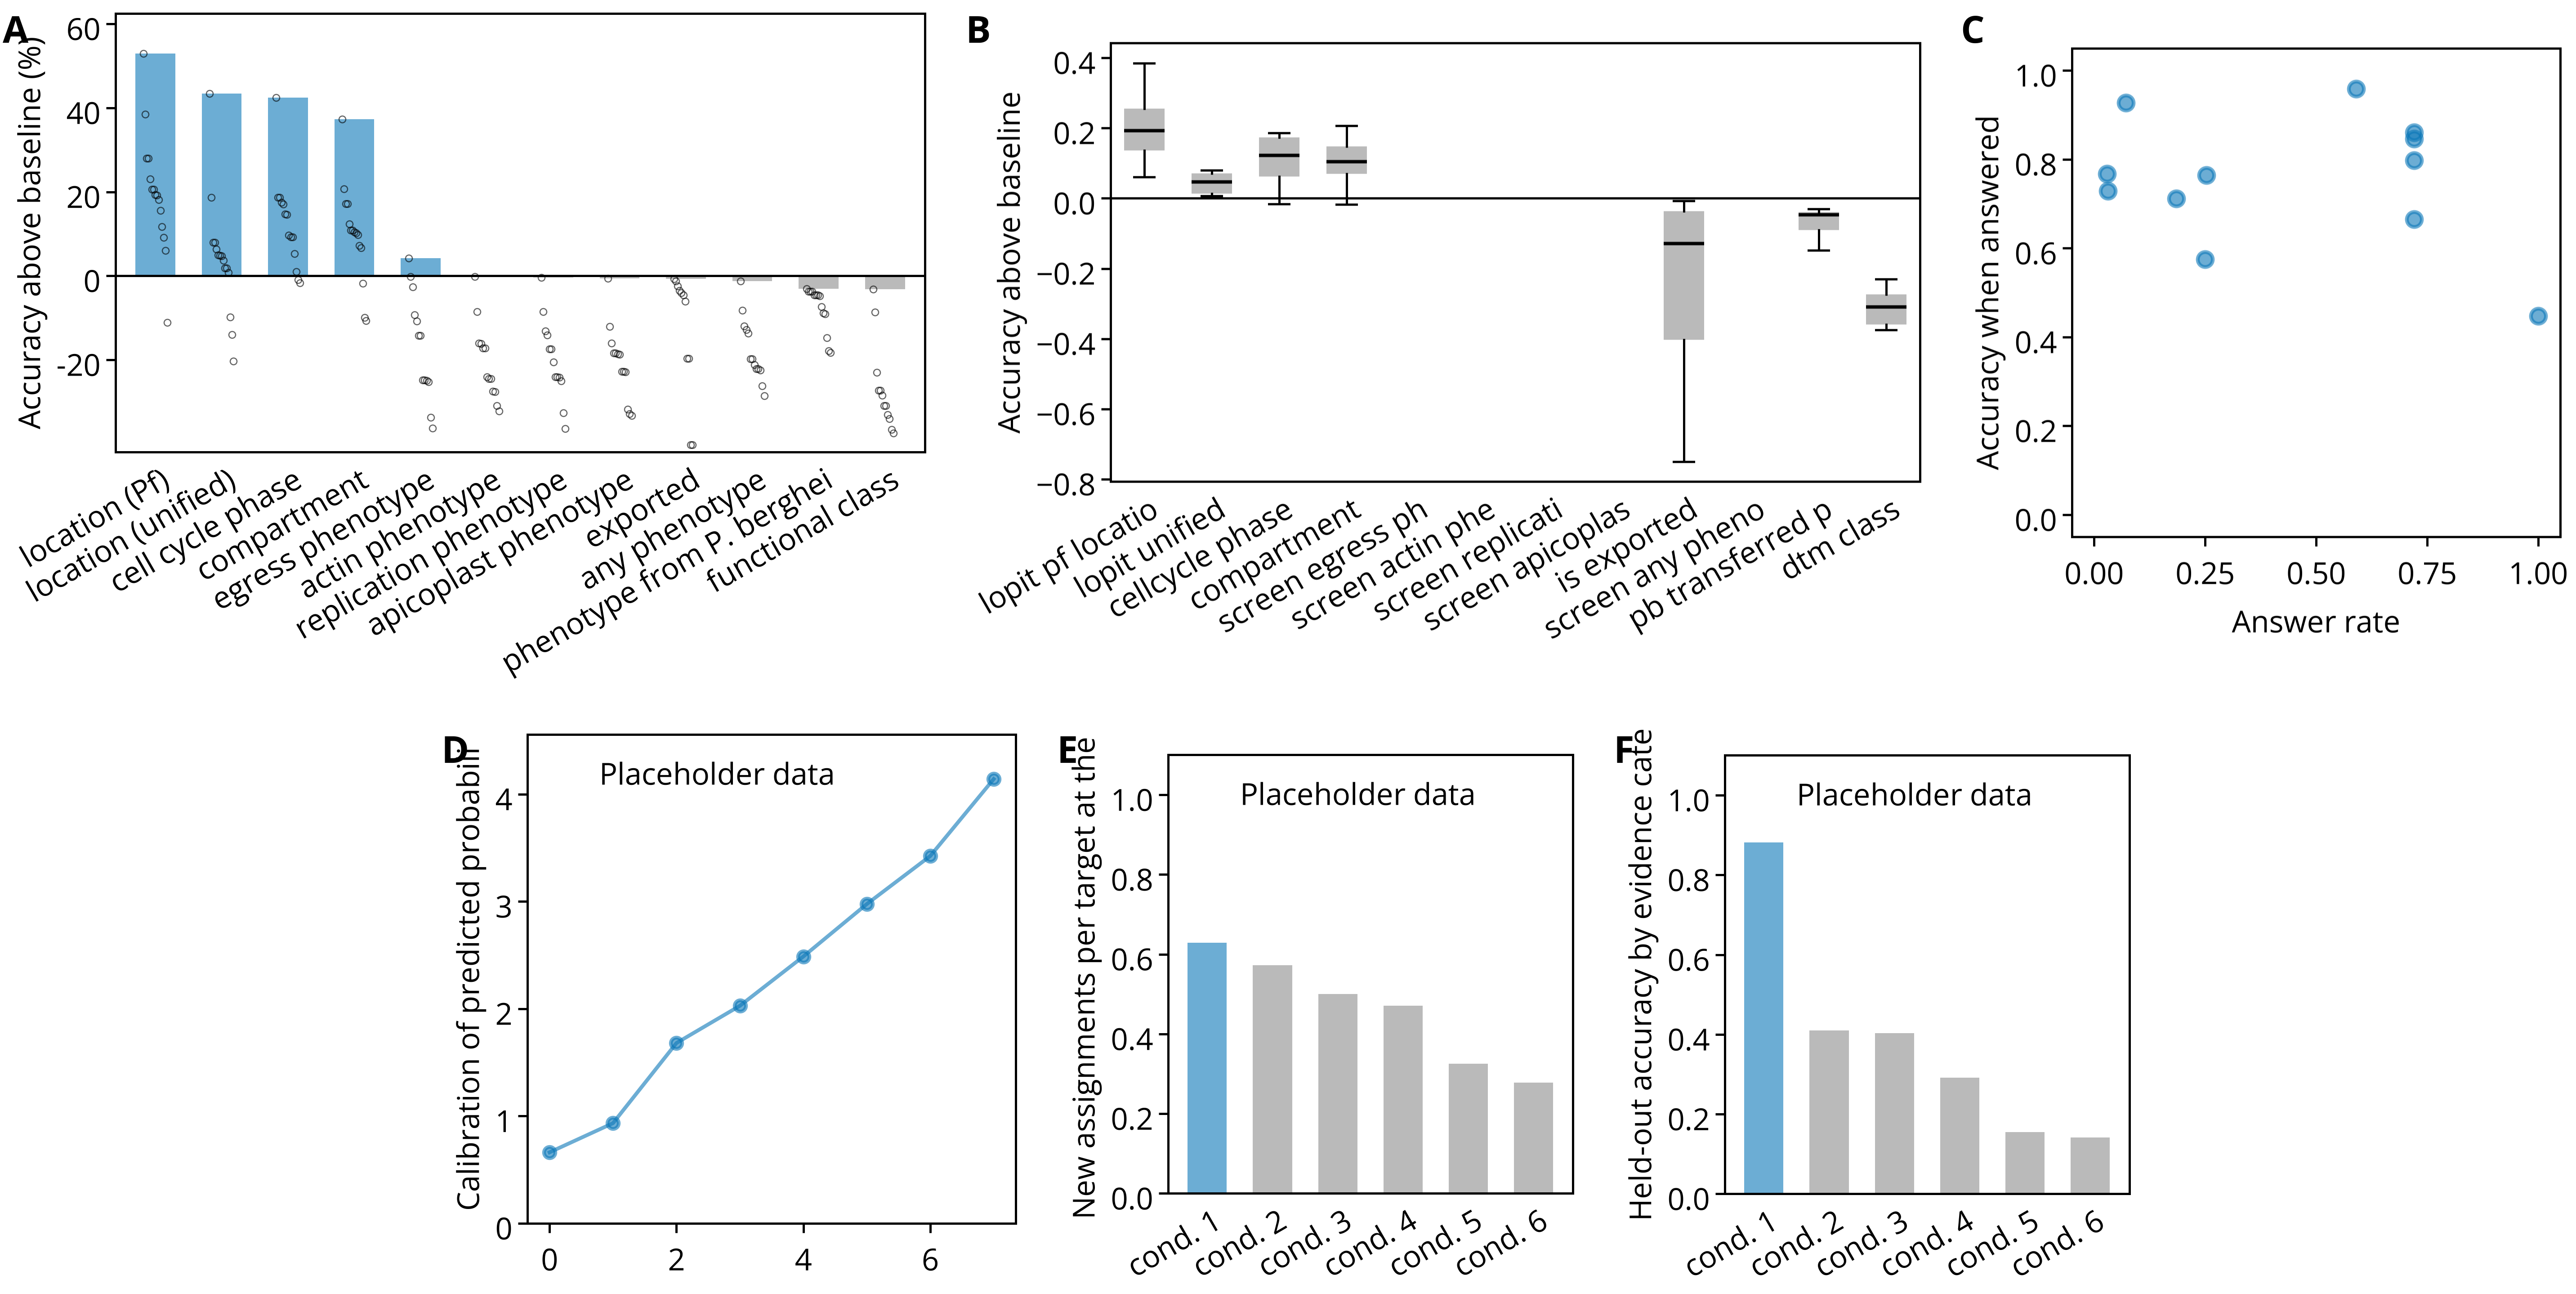 A
Accuracy above baseline (%)
60
40
20
0
-20
location (Pf)
location (unified)
cell cycle phase
compartment
egress phenotype
actin phenotype
replication phenotype
apicoplast phenotype
exported
any phenotype
phenotype from P. berghei
functional class
B
Accuracy above baseline
0.4
0.2
0.0
−0.2
−0.4
−0.6
−0.8
lopit pf locatio
lopit unified
cellcycle phase
compartment
screen egress ph
screen actin phe
screen replicati
screen apicoplas
is exported
screen any pheno
pb transferred p
dtm class
C
Accuracy when answered
1.0
0.8
0.6
0.4
0.2
0.0
0.00 0.25 0.50 0.75 1.00
Answer rate
D
Calibration of predicted probabili
Placeholder data
4
3
2
1
0
0 2 4 6
E
New assignments per target at the
Placeholder data
1.0
0.8
0.6
0.4
0.2
0.0
cond. 1
cond. 2
cond. 3
cond. 4
cond. 5
cond. 6
F
Held-out accuracy by evidence cate
Placeholder data
1.0
0.8
0.6
0.4
0.2
0.0
cond. 1
cond. 2
cond. 3
cond. 4
cond. 5
cond. 6